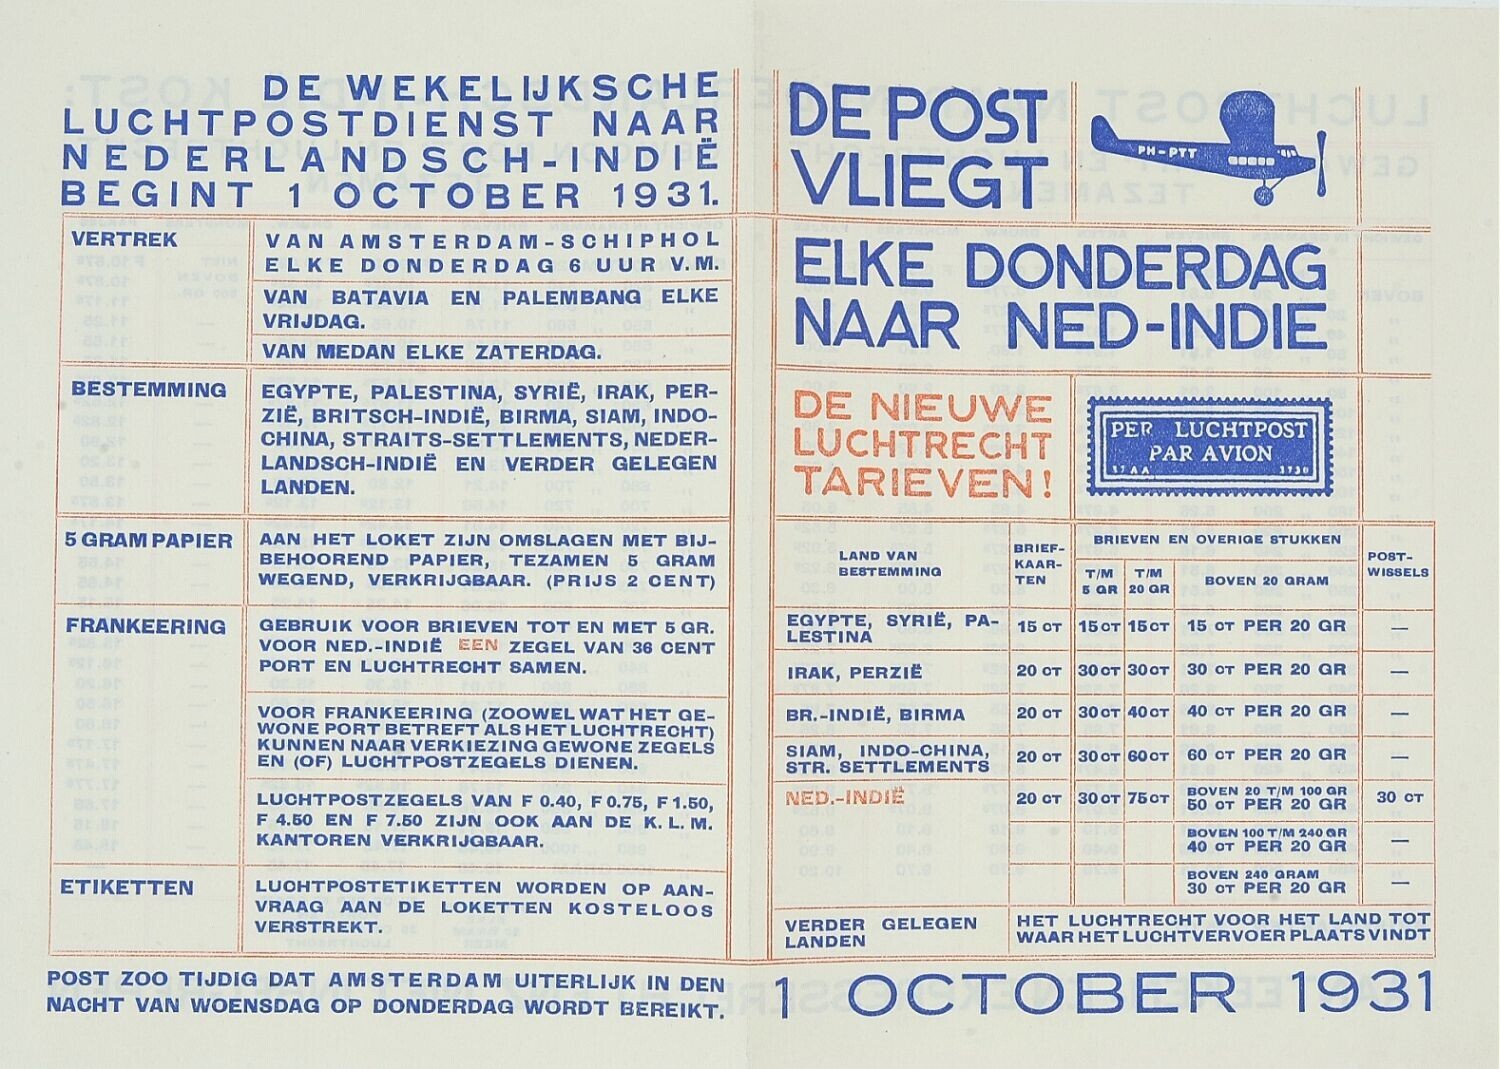 DE WEKELIJKSCHE
LUCHTPOSTDIENST NAAR
NEDERLANDSCH-INDIË
BEGINT 1 OCTOBER 1931.
VERTREK
VAN AMSTERDAM-SCHIPHOL
ELKE DONDERDAG 6 UUR V.M.
VAN BATAVIA EN PALEMBANG ELKE
VRIJDAG.
VAN MEDAN ELKE ZATERDAG.
BESTEMMING
EGYPTE, PALESTINA, SYRIË, IRAK, PER-
ZIË, BRITSCH-INDIË, BIRMA, SIAM, INDO-
CHINA, STRAITS-SETTLEMENTS, NEDER-
LANDSCH-INDIË EN VERDER GELEGEN
LANDEN.
5 GRAM PAPIER
AAN HET LOKET ZIJN OMSLAGEN MET BIJ-
BEHOOREND PAPIER, TEZAMEN 5 GRAM
WEGEND, VERKRIJGBAAR. (PRIJS 2 CENT)
FRANKEERING
GEBRUIK VOOR BRIEVEN TOT EN MET 5 GR.
VOOR NED.-INDIË EEN ZEGEL VAN 36 CENT
PORT EN LUCHTRECHT SAMEN.
VOOR FRANKEERING (ZOOWEL WAT HET GE-
WONE PORT BETREFT ALS HET LUCHTRECHT)
KUNNEN NAAR VERKIEZING GEWONE ZEGELS
EN (OF) LUCHTPOSTZEGELS DIENEN.
LUCHTPOSTZEGELS VAN F 0.40, F 0.75, F 1.50,
F 4.50 EN F 7.50 ZIJN OOK AAN DE K. L. M.
KANTOREN VERKRIJGBAAR.
ETIKETTEN
LUCHTPOSTETIKETTEN WORDEN OP AAN-
VRAAG AAN DE LOKETTEN KOSTELOOS
VERSTREKT.
POST ZOO TIJDIG DAT AMSTERDAM UITERLIJK IN DEN
NACHT VAN WOENSDAG OP DONDERDAG WORDT BEREIKT.
DE POST
VLIEGT
PH-PTT
ELKE DONDERDAG
NAAR NED-INDIE
DE NIEUWE
LUCHTRECHT
TARIEVEN!
PER LUCHTPOST
PAR AVION
37 AA 3730
LAND VAN
BESTEMMING
BRIEF-
KAAR-
TEN
BRIEVEN EN OVERIGE STUKKEN
T/M
5 GR
T/M
20 GR
BOVEN 20 GRAM
POST-
WISSELS
EGYPTE, SYRIË, PA-
LESTINA
15 CT 15 CT 15 CT 15 CT PER 20 GR —
IRAK, PERZIË 20 CT 30 CT 30 CT 30 CT PER 20 GR —
BR.-INDIË, BIRMA 20 CT 30 CT 40 CT 40 CT PER 20 GR —
SIAM, INDO-CHINA,
STR. SETTLEMENTS
20 CT 30 CT 60 CT 60 CT PER 20 GR —
NED.-INDIË 20 CT 30 CT 75 CT
BOVEN 20 T/M 100 GR
50 CT PER 20 GR
30 CT
BOVEN 100 T/M 240 GR
40 CT PER 20 GR
—
BOVEN 240 GRAM
30 CT PER 20 GR
—
VERDER GELEGEN
LANDEN
HET LUCHTRECHT VOOR HET LAND TOT
WAAR HET LUCHTVERVOER PLAATS VINDT
1 OCTOBER 1931